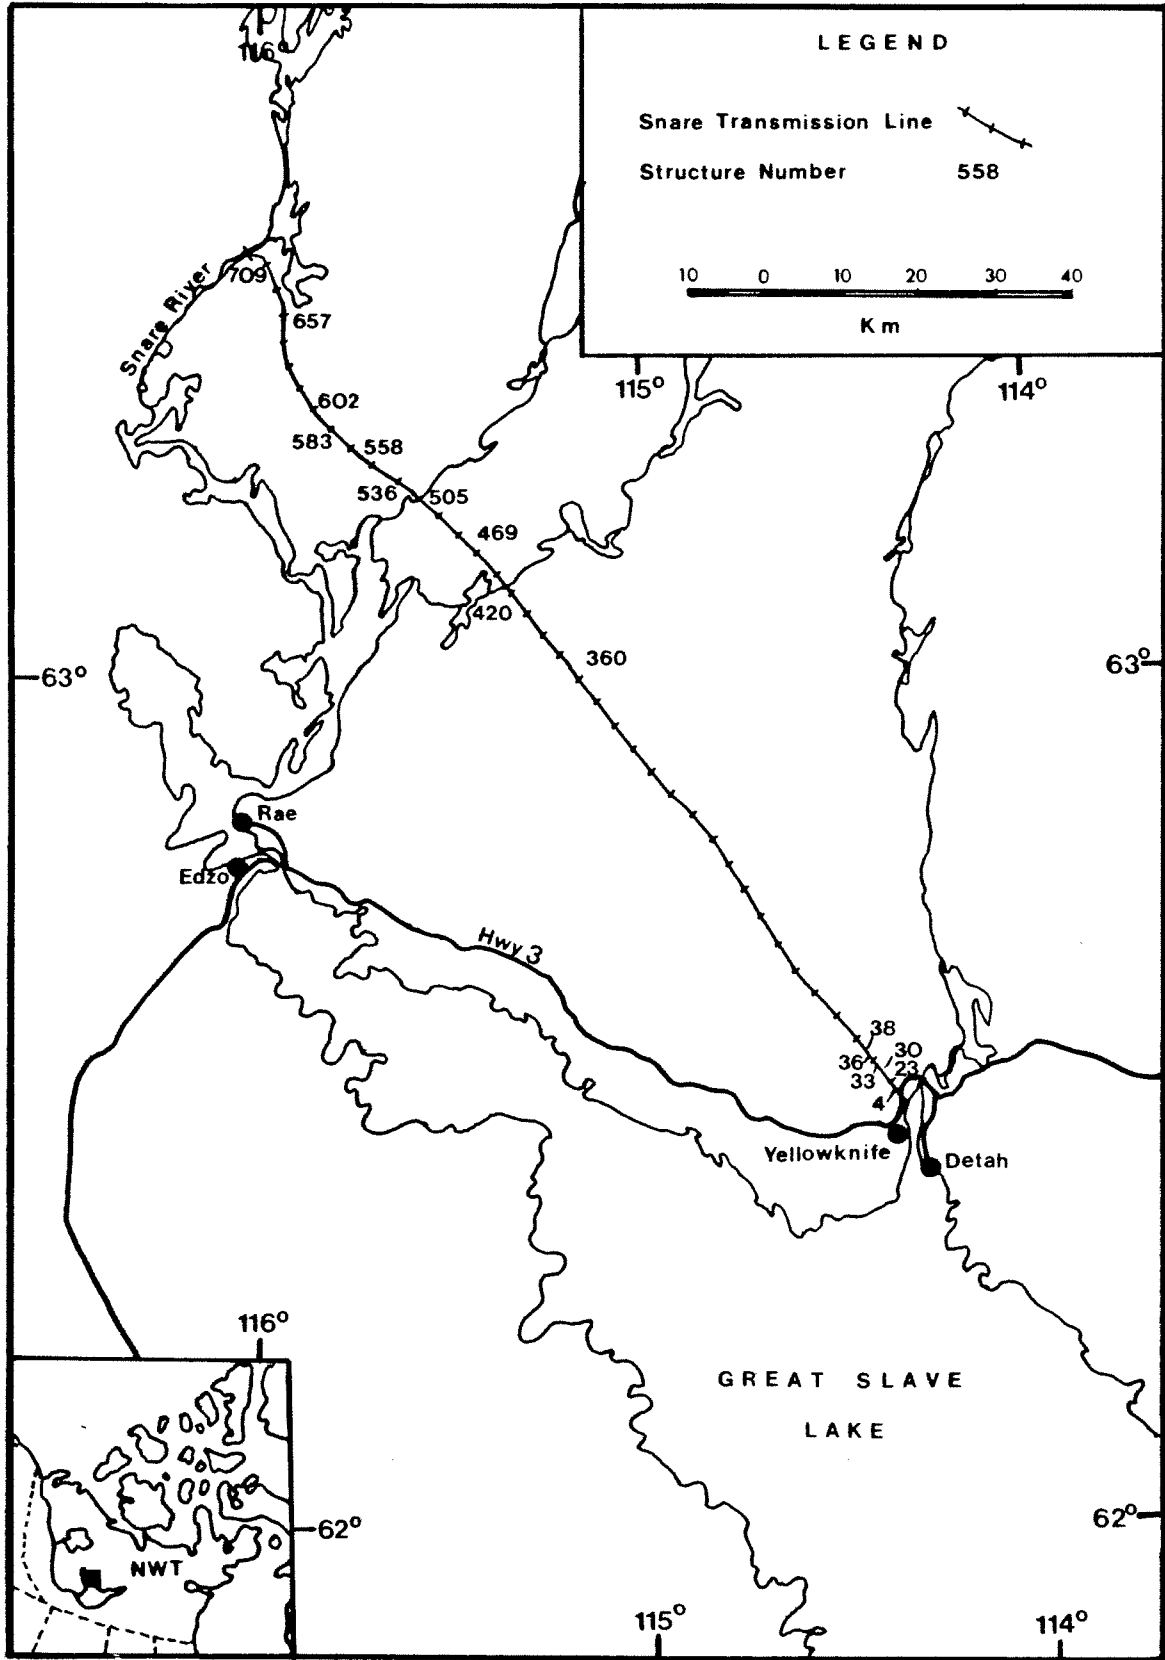 116°
LEGEND
Snare Transmission Line
Structure Number 558
10 0 10 20 30 40
Km
115°
114°
709
Snare River
657
602
583
558
536
505
469
420
360
63°
63°
Rae
Edzo
Hwy 3
38
36
30
33
23
4
Yellowknife
Detah
116°
GREAT SLAVE
LAKE
NWT
62°
62°
115°
114°